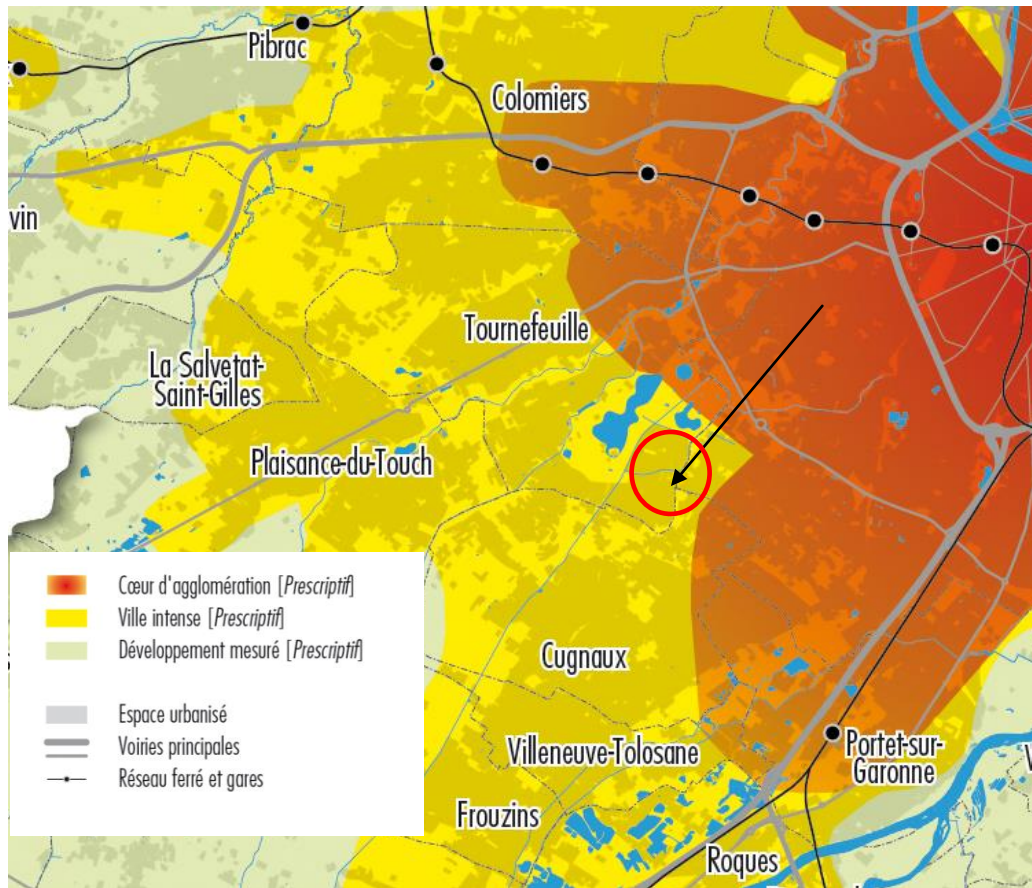 Pibrac
Colomiers
vin
Tournefeuille
La Salvetat-
Saint-Gilles
Plaisance-du-Touch
Cœur d'agglomération [Prescriptif]
Ville intense [Prescriptif]
Développement mesuré [Prescriptif]
Espace urbanisé
Voiries principales
Réseau ferré et gares
Cugnaux
Villeneuve-Tolosane
Portet-sur-
Garonne
Frouzins
Roques